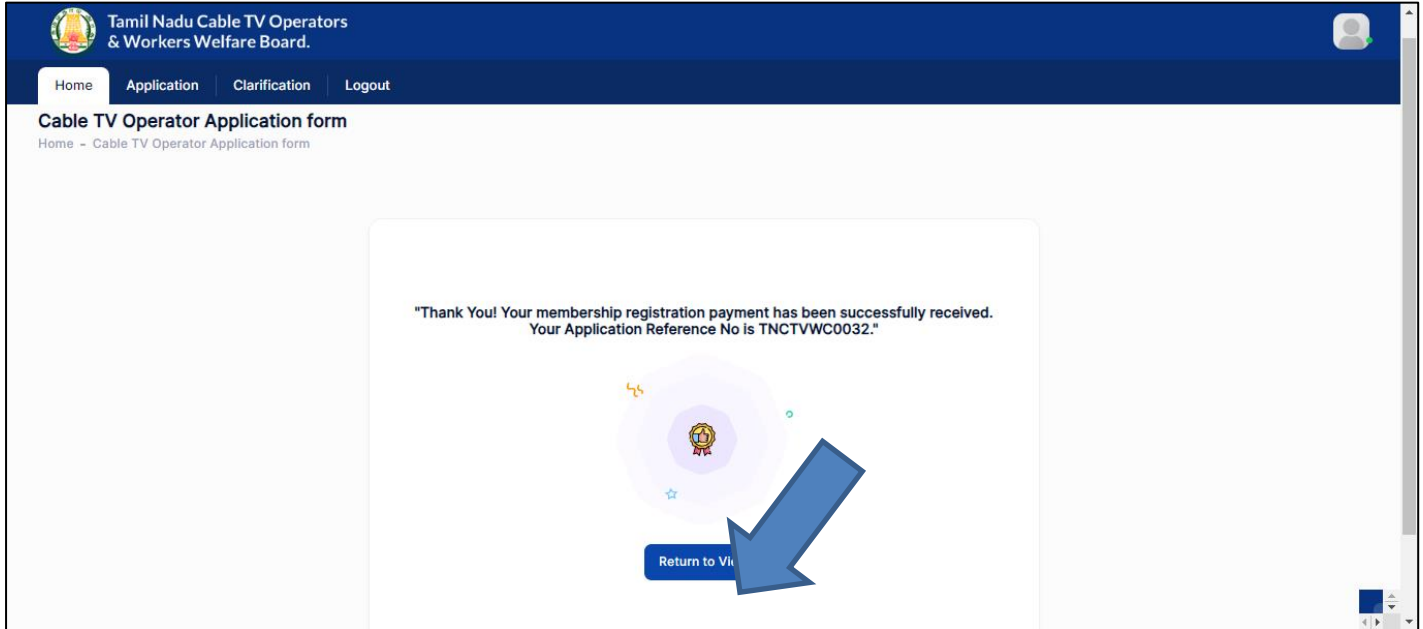 Tamil Nadu Cable TV Operators
& Workers Welfare Board.
Home Application Clarification Logout
Cable TV Operator Application form
Home - Cable TV Operator Application form
"Thank You! Your membership registration payment has been successfully received.
Your Application Reference No is TNCTVWC0032."
Return to